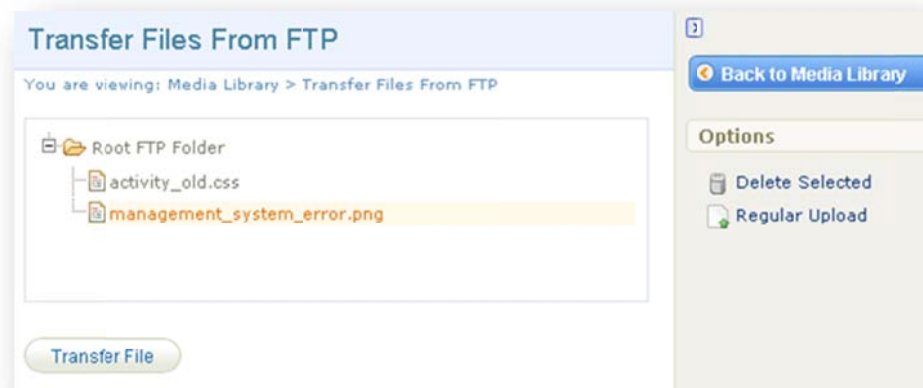 Transfer Files From FTP
You are viewing: Media Library > Transfer Files From FTP
Root FTP Folder
activity_old.css
management_system_error.png
Transfer File
Back to Media Library
Options
Delete Selected
Regular Upload